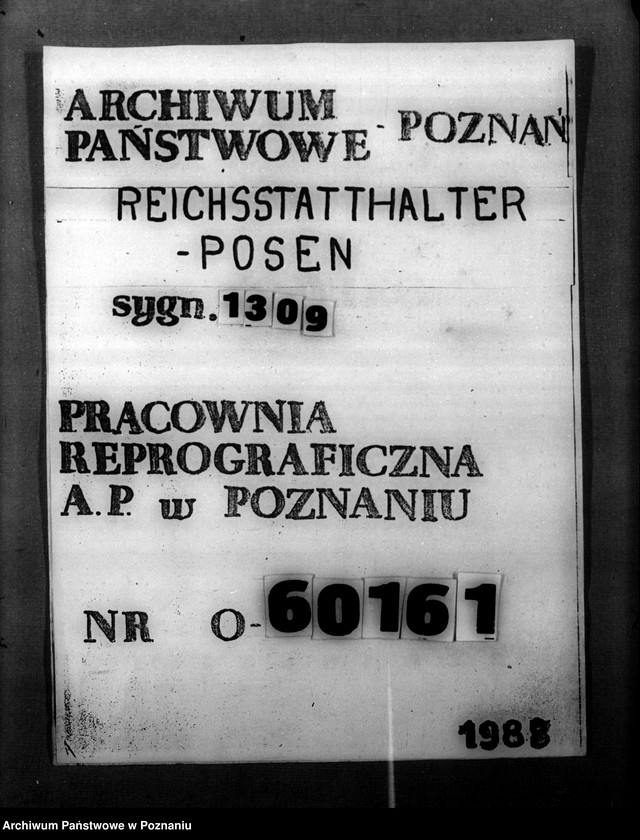 ARCHIWUM
PAŃSTWOWE - POZNAŃ
REICHSSTATTHALTER
-POSEN
sygn. 1309
PRACOWNIA
REPROGRAFICZNA
A.P. w POZNANIU
NR O-60161
Archiwum Państwowe w Poznaniu